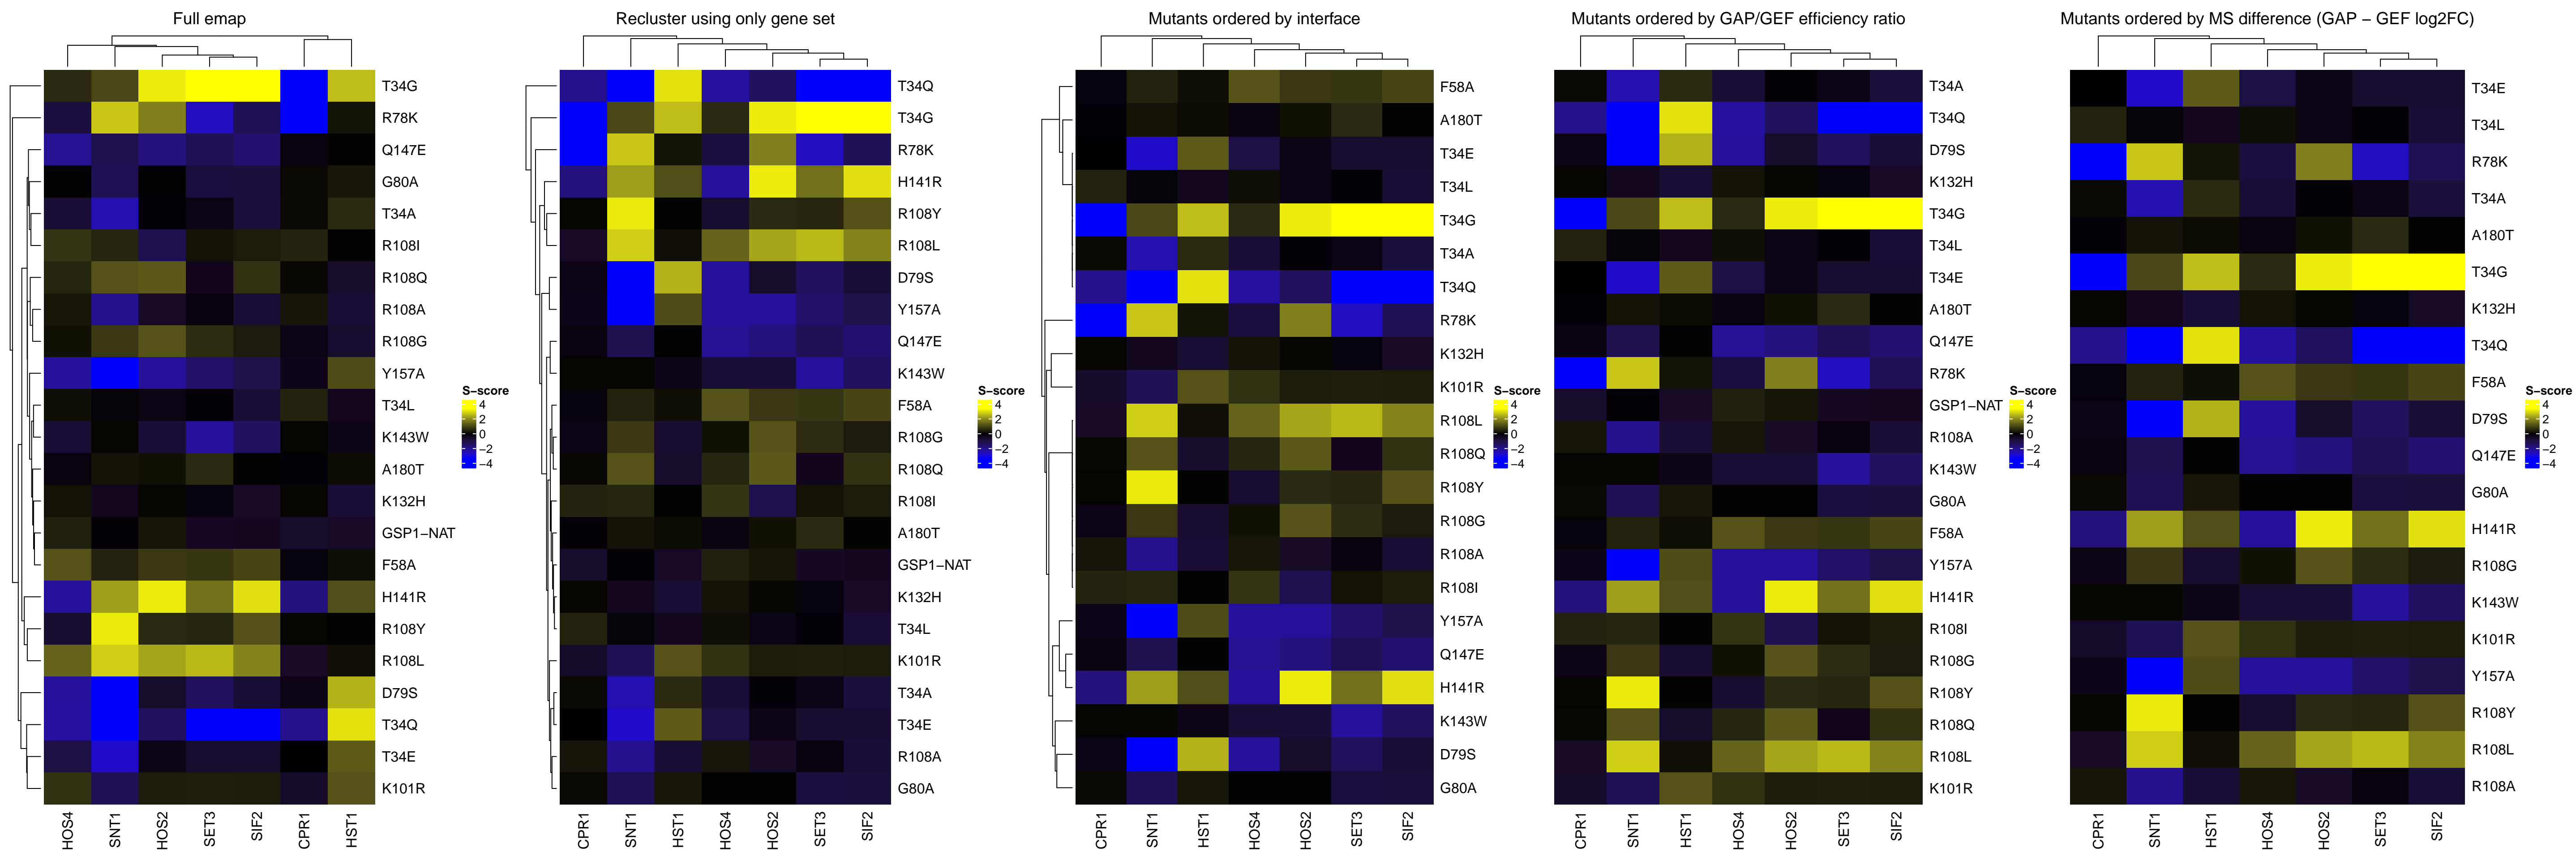 Full emap
T34G
R78K
Q147E
G80A
T34A
R108I
R108Q
R108A
R108G
Y157A
T34L
K143W
A180T
K132H
GSP1−NAT
F58A
H141R
R108Y
R108L
D79S
T34Q
T34E
K101R
HOS4
SNT1
HOS2
SET3
SIF2
CPR1
HST1
S−score
4
2
0
−2
−4
Recluster using only gene set
T34Q
T34G
R78K
H141R
R108Y
R108L
D79S
Y157A
Q147E
K143W
F58A
R108G
R108Q
R108I
A180T
GSP1−NAT
K132H
T34L
K101R
T34A
T34E
R108A
G80A
CPR1
SNT1
HST1
HOS4
HOS2
SET3
SIF2
S−score
4
2
0
−2
−4
Mutants ordered by interface
F58A
A180T
T34E
T34L
T34G
T34A
T34Q
R78K
K132H
K101R
R108L
R108Q
R108Y
R108G
R108A
R108I
Y157A
Q147E
H141R
K143W
D79S
G80A
CPR1
SNT1
HST1
HOS4
HOS2
SET3
SIF2
S−score
4
2
0
−2
−4
Mutants ordered by GAP/GEF efficiency ratio
T34A
T34Q
D79S
K132H
T34G
T34L
T34E
A180T
Q147E
R78K
GSP1−NAT
R108A
K143W
G80A
F58A
Y157A
H141R
R108I
R108G
R108Y
R108Q
R108L
K101R
CPR1
SNT1
HST1
HOS4
HOS2
SET3
SIF2
S−score
4
2
0
−2
−4
Mutants ordered by MS difference (GAP − GEF log2FC)
T34E
T34L
R78K
T34A
A180T
T34G
K132H
T34Q
F58A
D79S
Q147E
G80A
H141R
R108G
K143W
K101R
Y157A
R108Y
R108L
R108A
CPR1
SNT1
HST1
HOS4
HOS2
SET3
SIF2
S−score
4
2
0
−2
−4